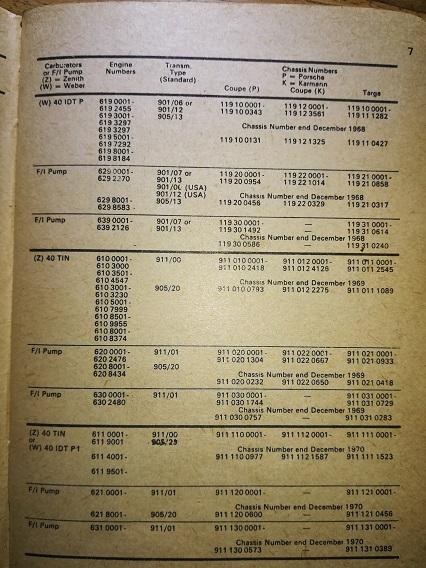 7
Carburetors or F/I Pump (Z) = Zenith (W) = Weber
Engine Numbers
Transm. Type (Standard)
Chassis Numbers P = Porsche K = Karmann
Coupe (P) Coupe (K) Targa
(W) 40 IDT P 619 0001- 901/06 or 119 10 0001- 119 12 0001- 119 10 0001-
619 2455 901/12 119 10 0343 119 12 3561 119 11 1282
619 3001- 905/13
619 3297 Chassis Number end December 1968
619 3297
619 5001- 119 10 0131 119 12 1325 119 11 0427
619 7292
619 8001-
619 8184
F/I Pump 629 0001- 901/07 or 119 20 0001- 119 22 0001- 119 21 0001-
629 2270 901/13 119 20 0954 119 22 1014 119 21 0858
901/06 (USA)
901/12 (USA) Chassis Number end December 1968
629 8001- 905/13 119 20 0456 119 22 0329 119 21 0317
629 8583
F/I Pump 639 0001- 901/07 or 119 30 0001- — 119 31 0001-
639 2126 901/13 119 30 1492 — 119 31 0614
Chassis Number end December 1968
119 30 0586 119 31 0240
(Z) 40 TIN 610 0001- 911/00 911 010 0001- 911 012 0001- 911 011 0001-
610 3000 911 010 2418 911 012 4126 911 011 2545
610 3501-
610 4547 Chassis Number end December 1969
610 3001- 905/20 911 010 0793 911 012 2275 911 011 1089
610 3230
610 5001-
610 7999
610 8501-
610 9955
610 8001-
610 8374
F/I Pump 620 0001- 911/01 911 020 0001- 911 022 0001- 911 021 0001-
620 2476 911 020 1304 911 022 0667 911 021 0933
620 8001- 905/20
620 8434 Chassis Number end December 1969
911 020 0232 911 022 0650 911 021 0418
F/I Pump 630 0001- 911/01 911 030 0001- — 911 031 0001-
630 2480 911 030 1744 — 911 031 0729
Chassis Number end December 1969
911 030 0757 — 911 031 0283
(Z) 40 TIN 611 0001- 911/00 911 110 0001- 911 112 0001- 911 111 0001-
or 611 9001
(W) 40 IDT P† Chassis Number end December 1970
611 4001- 911 110 0977 911 112 1587 911 111 1523
611 9501-
F/I Pump 621 0001- 911/01 911 120 0001- — 911 121 0001-
Chassis Number end December 1970
621 8001- 905/20 911 120 0600 — 911 121 0456
F/I Pump 631 0001- 911/01 911 130 0001- — 911 131 0001-
Chassis Number end December 1970
911 130 0573 — 911 131 0389